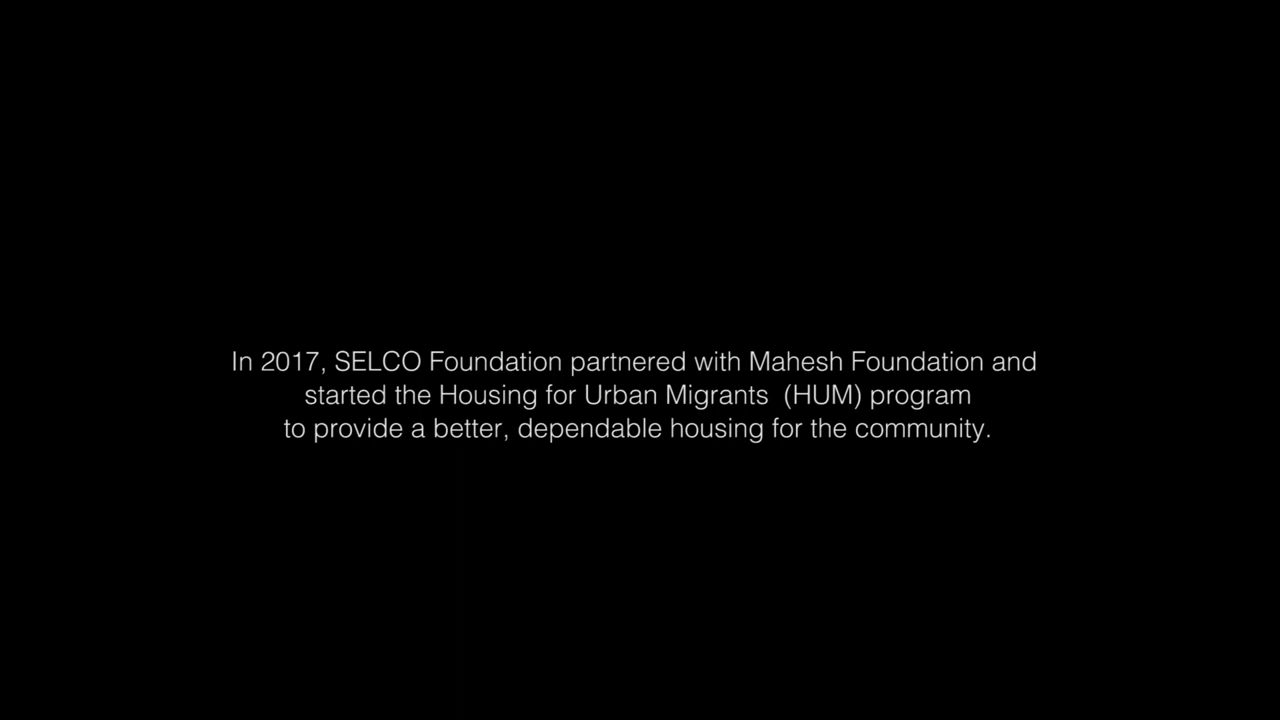 In 2017, SELCO Foundation partnered with Mahesh Foundation and
started the Housing for Urban Migrants  (HUM) program
to provide a better, dependable housing for the community.